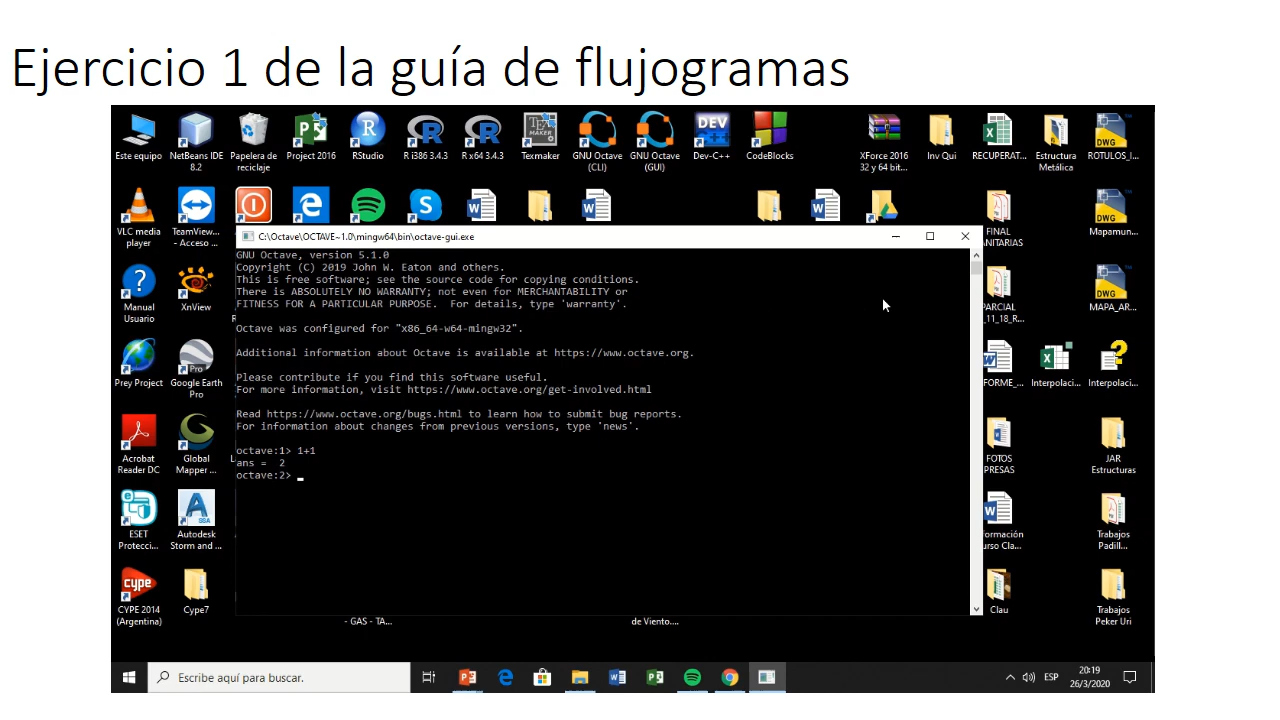 Ejercicio 1 de la guía de flujogramas
Este equipo
NetBeans IDE 8.2
Papelera de reciclaje
Project 2016
RStudio
R i386 3.4.3
R x64 3.4.3
Texmaker
GNU Octave (CLI)
GNU Octave (GUI)
Dev-C++
CodeBlocks
XForce 2016 32 y 64 bit...
Inv Qui
RECUPERAT...
Estructura Metálica
ROTULOS_I...
VLC media player
TeamView... - Acceso ...
FINAL
ANITARIAS
Mapamun...
C:\Octave\OCTAVE~1.0\mingw64\bin\octave-gui.exe
GNU Octave, version 5.1.0
Copyright (C) 2019 John W. Eaton and others.
This is free software; see the source code for copying conditions.
There is ABSOLUTELY NO WARRANTY; not even for MERCHANTABILITY or
FITNESS FOR A PARTICULAR PURPOSE.  For details, type 'warranty'.
Octave was configured for "x86_64-w64-mingw32".
Additional information about Octave is available at https://www.octave.org.
Please contribute if you find this software useful.
For more information, visit https://www.octave.org/get-involved.html
Read https://www.octave.org/bugs.html to learn how to submit bug reports.
For information about changes from previous versions, type 'news'.
octave:1> 1+1
ans =  2
octave:2>
Manual Usuario
XnView
PARCIAL
_11_18_R...
MAPA_AR...
Prey Project
Google Earth Pro
FORME_...
Interpolaci...
Interpolaci...
Acrobat Reader DC
Global Mapper ...
FOTOS
PRESAS
JAR Estructuras
ESET Protecci...
Autodesk Storm and ...
formación
urso Cla...
Trabajos Padill...
CYPE 2014 (Argentina)
Cype7
Clau
Trabajos Peker Uri
- GAS - TA...
de Viento....
Escribe aquí para buscar.
ESP
20:19
26/3/2020